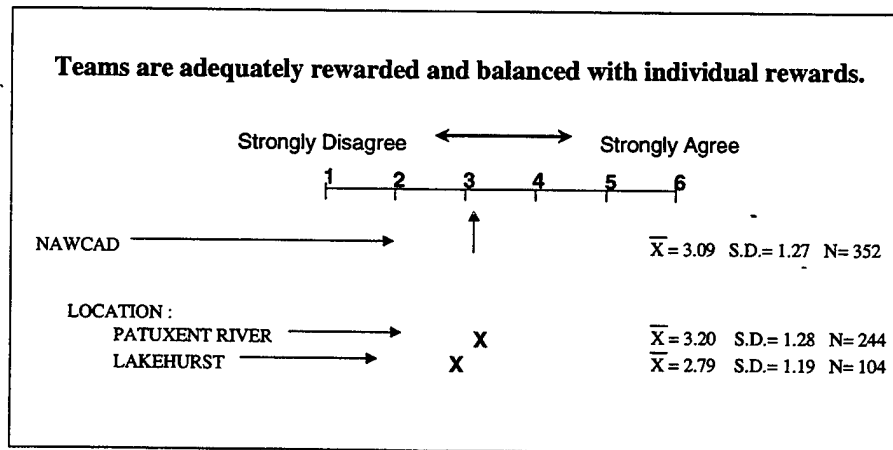 Teams are adequately rewarded and balanced with individual rewards.
Strongly Disagree Strongly Agree
1 2 3 4 5 6
NAWCAD X̅ = 3.09 S.D.= 1.27 N= 352
LOCATION :
PATUXENT RIVER X X̅ = 3.20 S.D.= 1.28 N= 244
LAKEHURST X X̅ = 2.79 S.D.= 1.19 N= 104